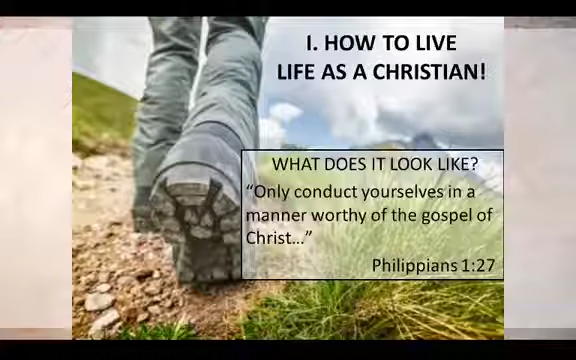 I. HOW TO LIVE
LIFE AS A CHRISTIAN!
WHAT DOES IT LOOK LIKE?
“Only conduct yourselves in a
manner worthy of the gospel of
Christ...”
Philippians 1:27